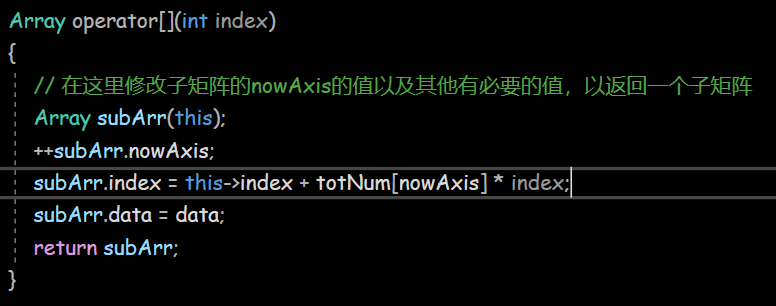 Array operator[](int index)
{
// 在这里修改子矩阵的nowAxis的值以及其他有必要的值，以返回一个子矩阵
Array subArr(this);
++subArr.nowAxis;
subArr.index = this->index + totNum[nowAxis] * index;
subArr.data = data;
return subArr;
}